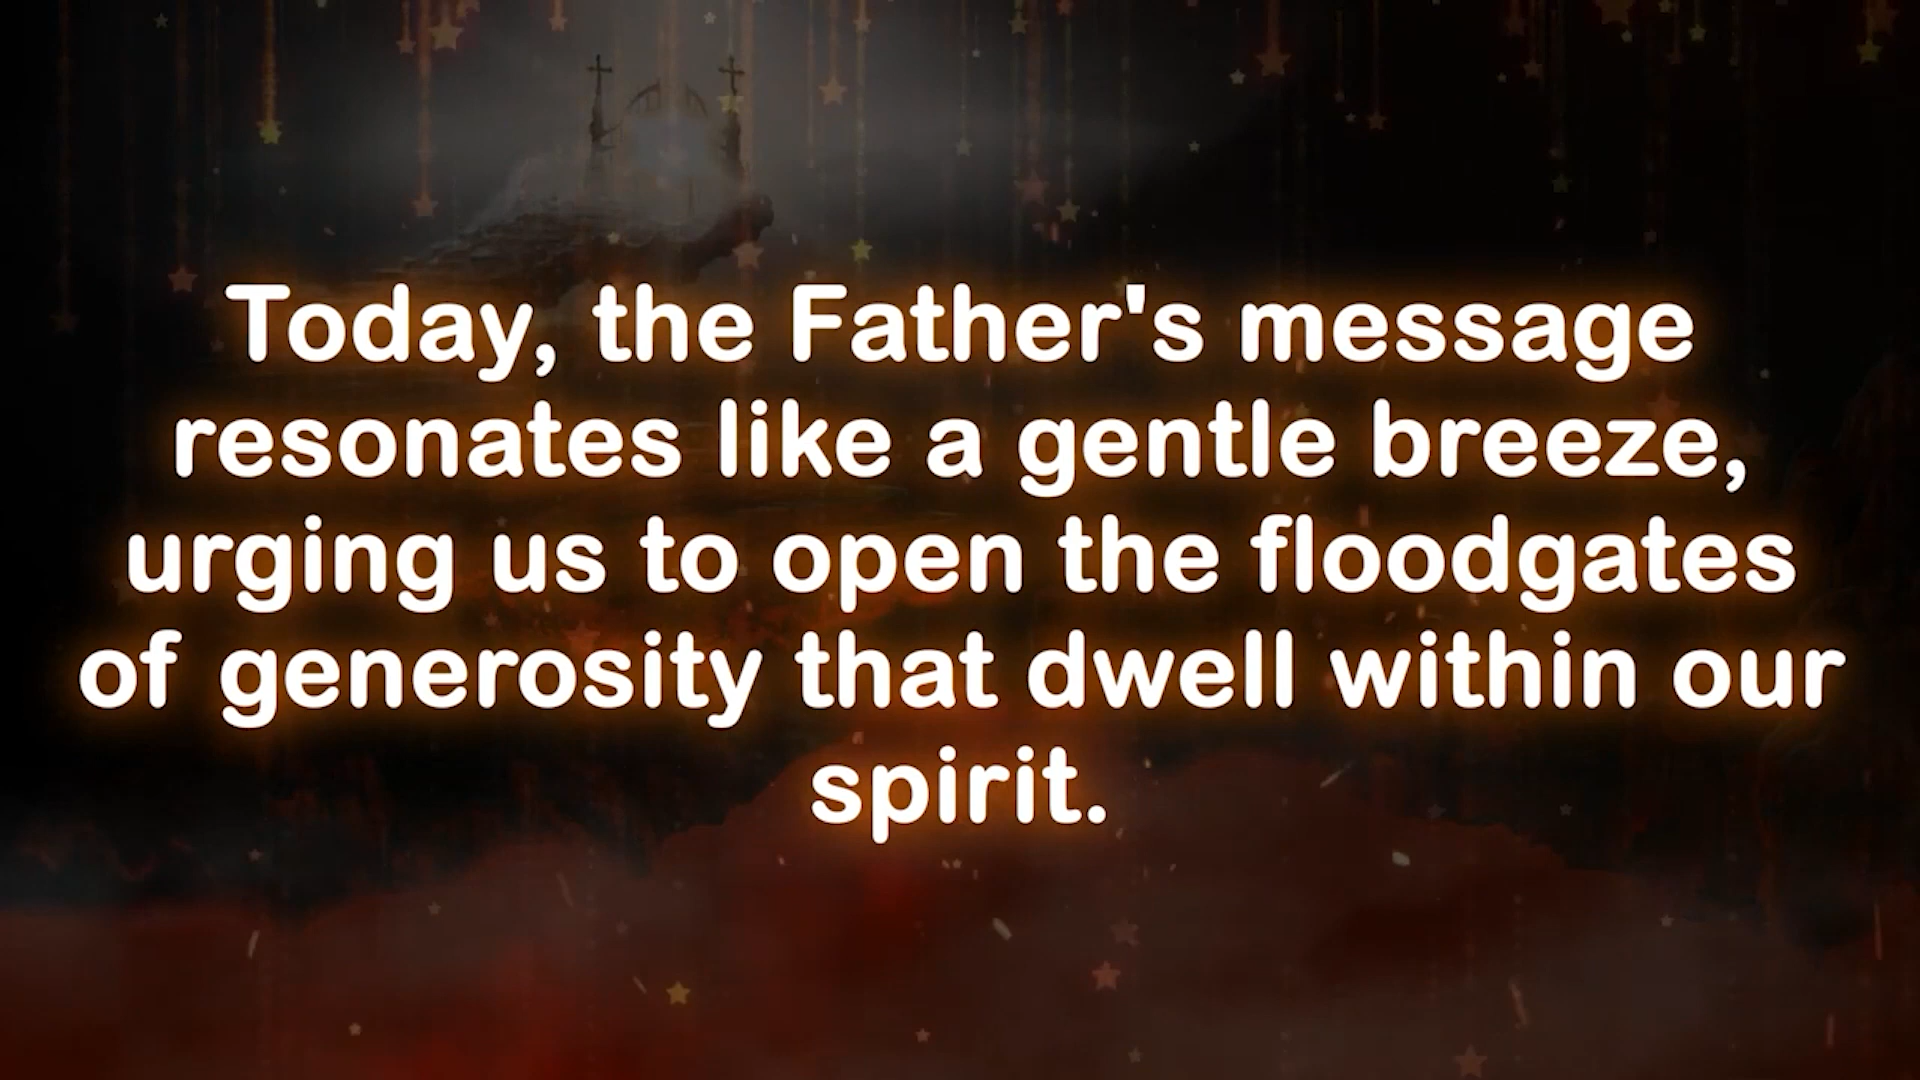 Today, the Father's message
resonates like a gentle breeze,
urging us to open the floodgates
of generosity that dwell within our
spirit.